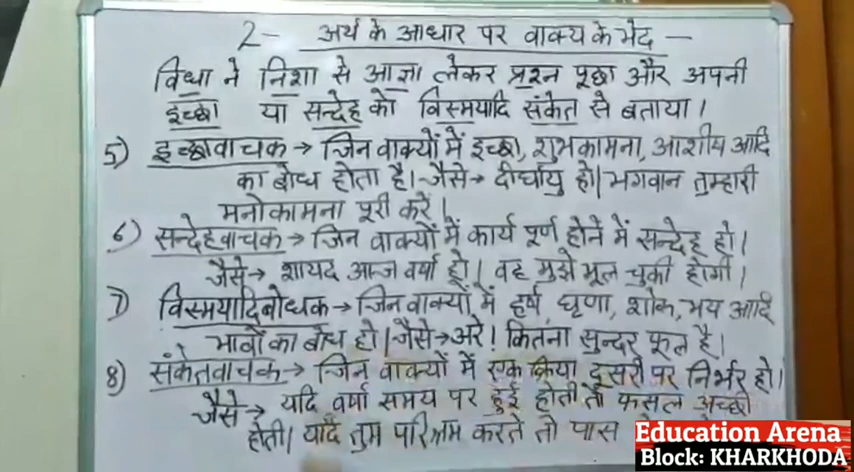 2- अर्थ के आधार पर वाक्य के भेद -
विधा ने निशा से आज्ञा लेकर प्रश्न पूछा और अपनी
इच्छा या सन्देह को विस्मयादि संकेत से बताया।
5) इच्छावाचक → जिन वाक्यों में इच्छा, शुभकामना, आशीष आदि
का बोध होता है। जैसे → दीर्घायु हो। भगवान तुम्हारी
मनोकामना पूरी करें।
6) सन्देहवाचक → जिन वाक्यों में कार्य पूर्ण होने में सन्देह हो।
जैसे → शायद आज वर्षा हो। वह मुझे भूल चुकी होगी।
7) विस्मयादिबोधक → जिन वाक्यों में हर्ष घृणा, शोक, भय आदि
भावों का बोध हो। जैसे → अरे! कितना सुन्दर फूल है।
8) संकेतवाचक → जिन वाक्यों में एक क्रिया दूसरी पर निर्भर हो।
जैसे → यदि वर्षा समय पर हुई होती तो फसल अच्छी
होती। यदि तुम परिश्रम करते तो पास
Education Arena
Block: KHARKHODA